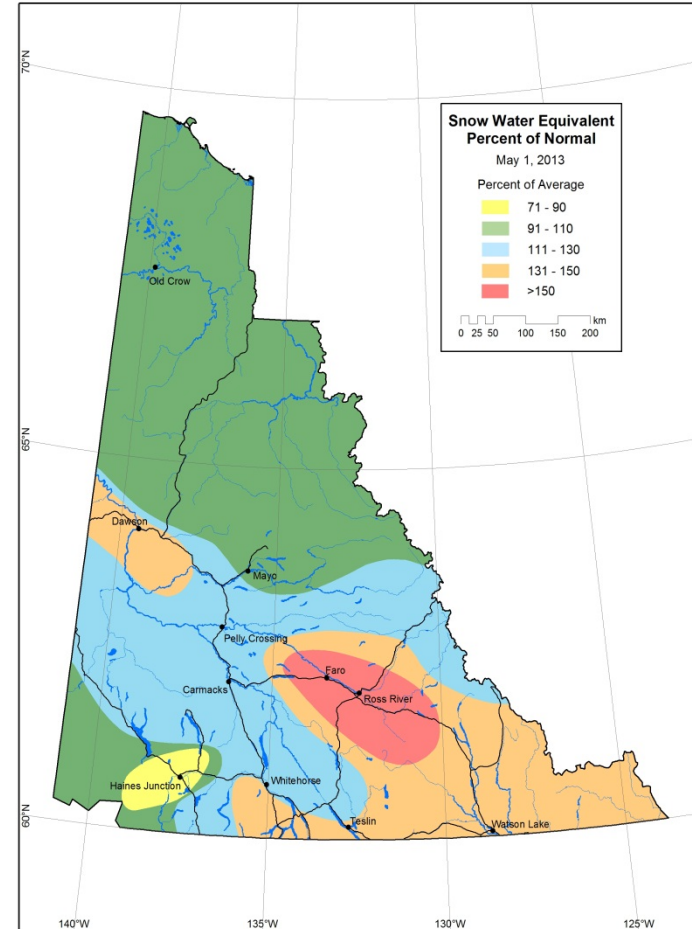 70°N
Snow Water Equivalent
Percent of Normal
May 1, 2013
Percent of Average
71 - 90
91 - 110
111 - 130
131 - 150
>150
km
0 25 50 100 150 200
Old Crow
65°N
Dawson
Mayo
Pelly Crossing
Faro
Carmacks
Ross River
Haines Junction
Whitehorse
60°N
Teslin
Watson Lake
140°W
135°W
130°W
125°W